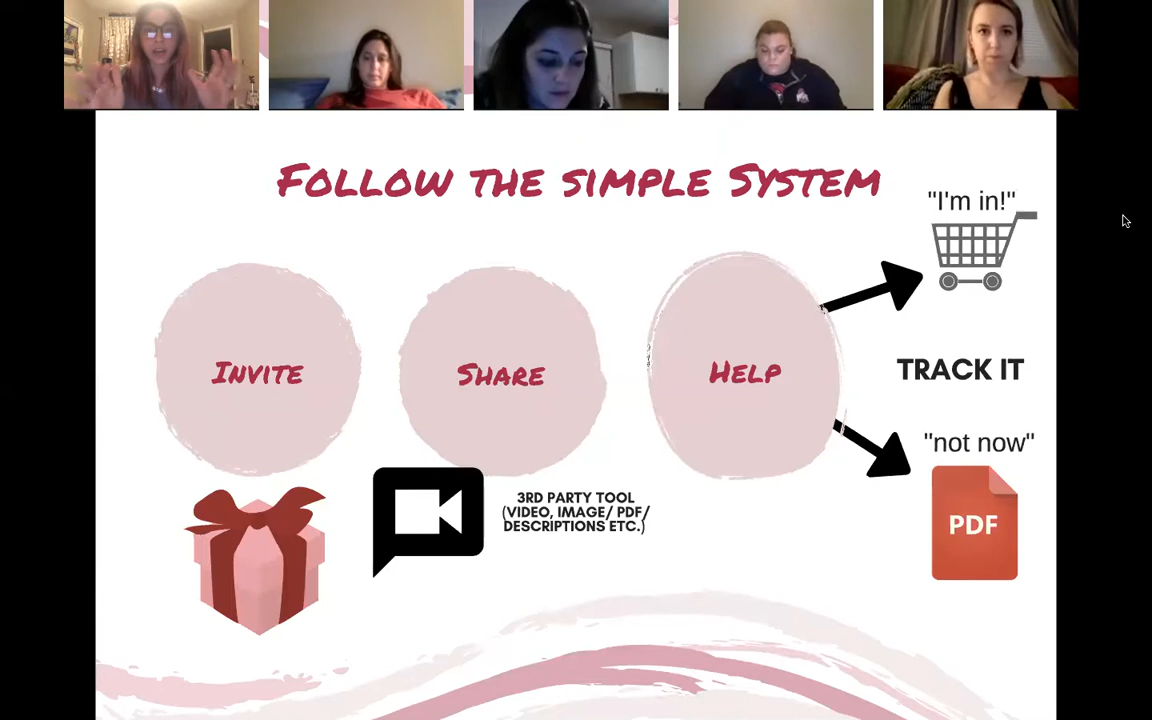 FOLLOW THE SIMPLE SYSTEM
"I'm in!"
INVITE
SHARE
HELP
TRACK IT
"not now"
3RD PARTY TOOL
(VIDEO, IMAGE/ PDF/
DESCRIPTIONS ETC.)
PDF